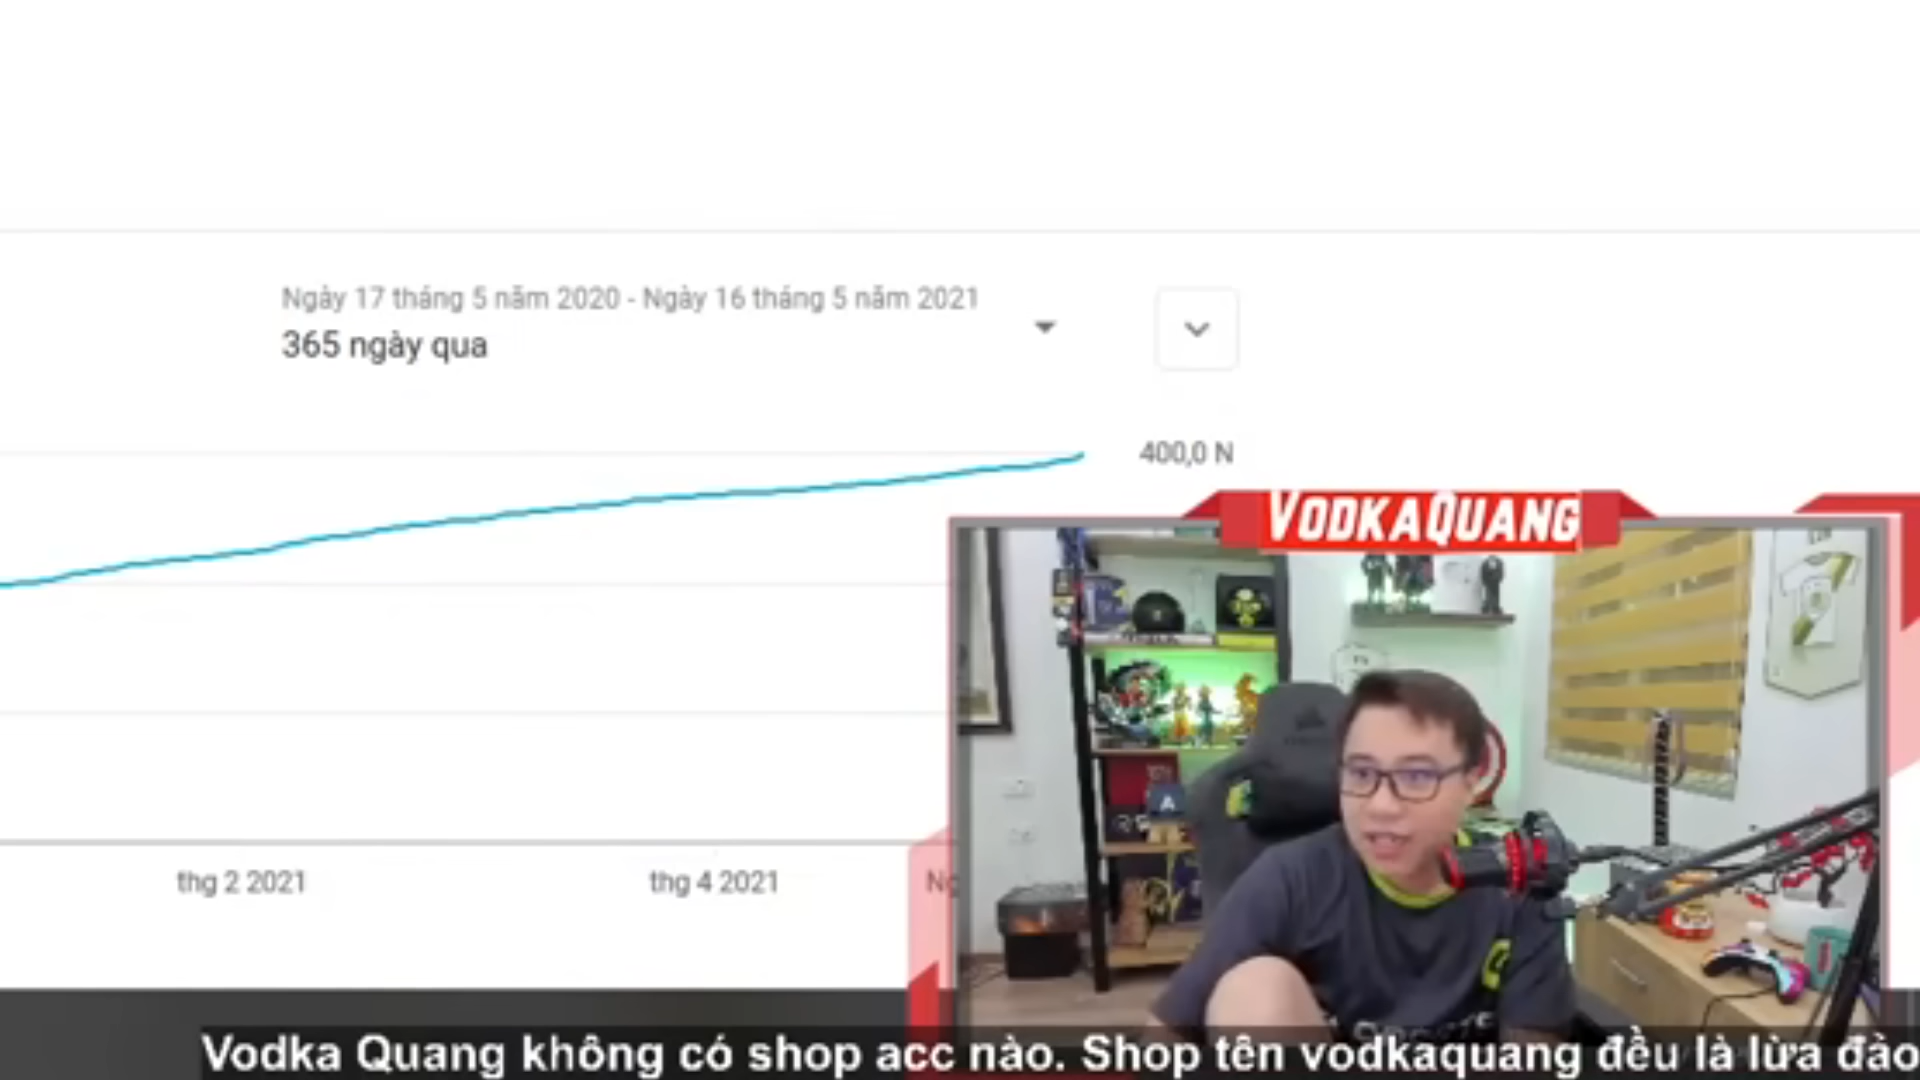 Ngày 17 tháng 5 năm 2020 - Ngày 16 tháng 5 năm 2021
365 ngày qua
400,0 N
VODKAQUANG
thg 2 2021
thg 4 2021
Vodka Quang không có shop acc nào. Shop tên vodkaquang đều là lừa đảo